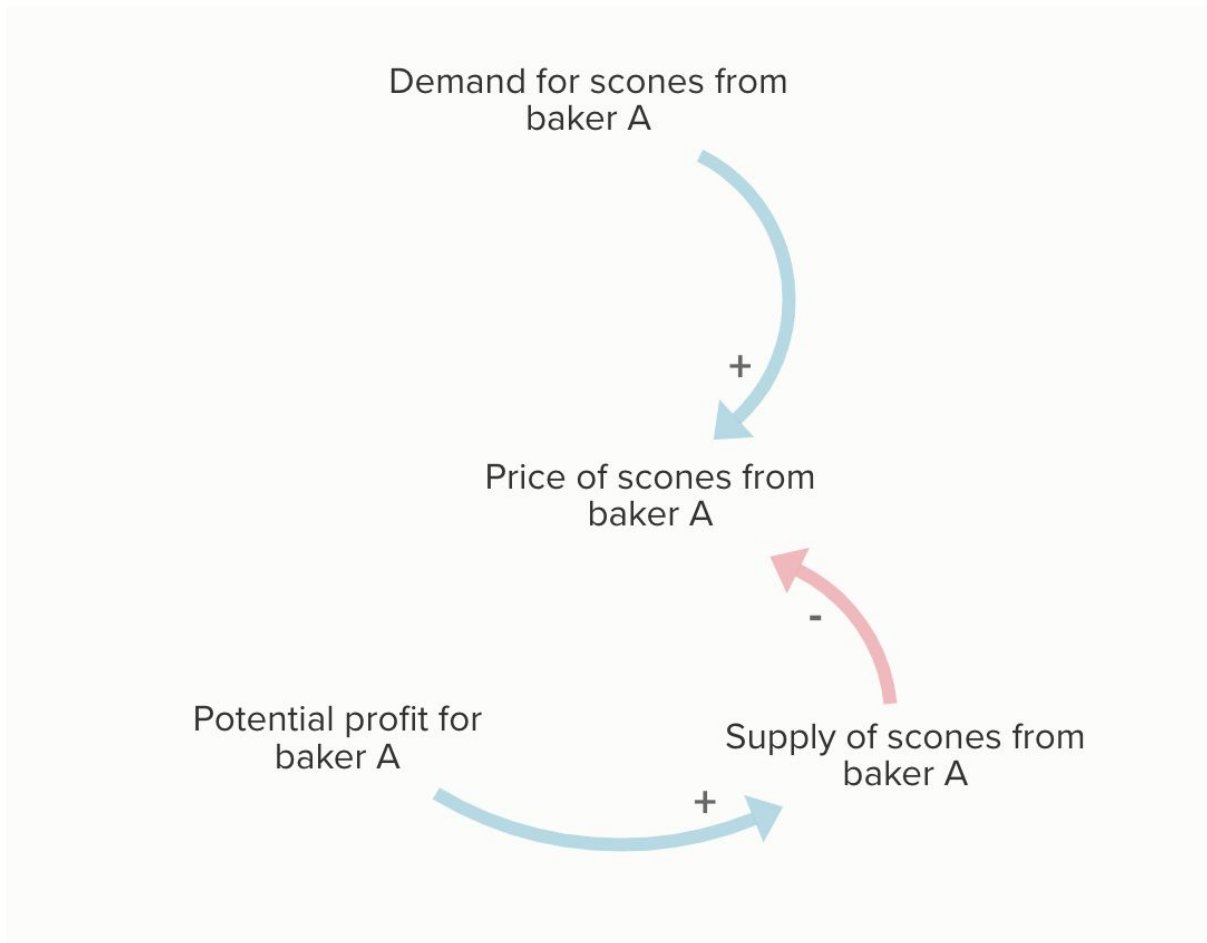 Demand for scones from
baker A
+
Price of scones from
baker A
-
Potential profit for
baker A
Supply of scones from
baker A
+